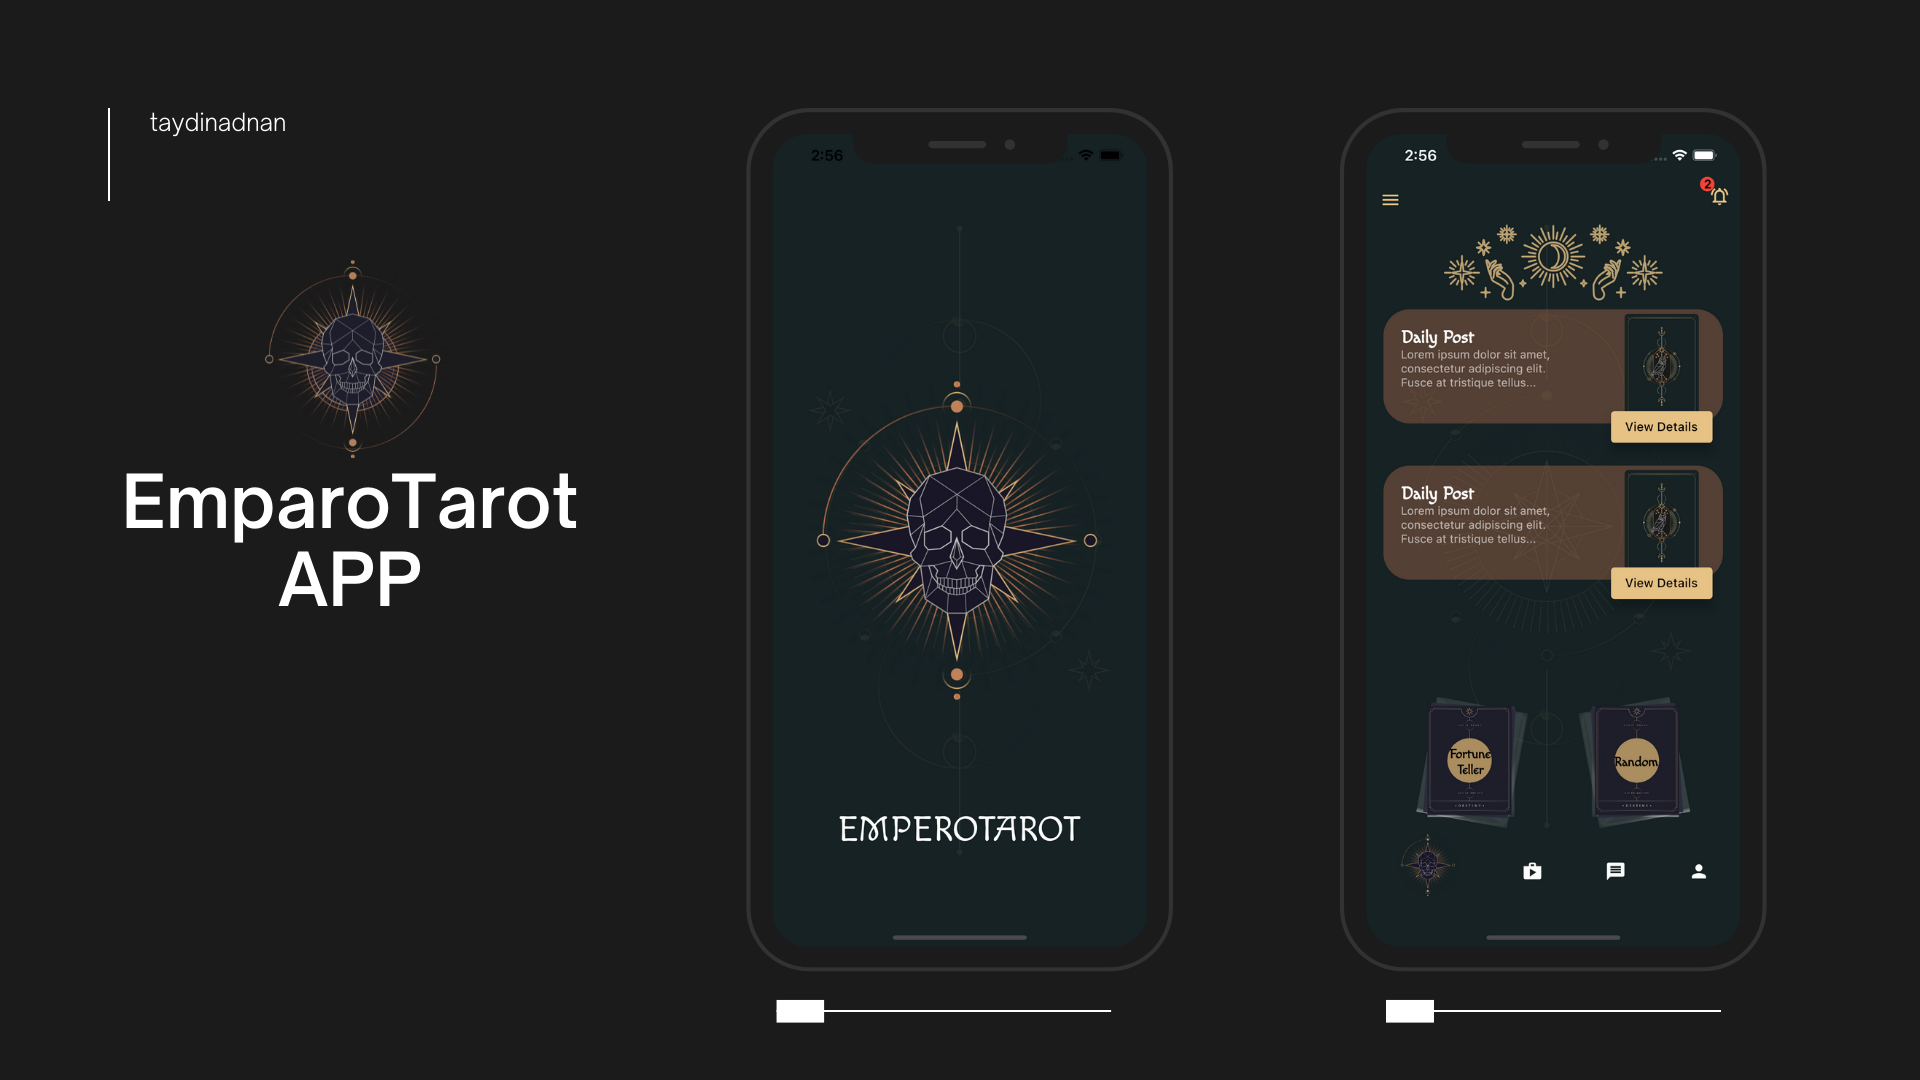 taydinadnan
EmparoTarot
APP
2:56
EMPEROTAROT
2:56
2
Daily Post
Lorem ipsum dolor sit amet,
consectetur adipiscing elit.
Fusce at tristique tellus...
View Details
Daily Post
Lorem ipsum dolor sit amet,
consectetur adipiscing elit.
Fusce at tristique tellus...
View Details
Fortune
Teller
Random